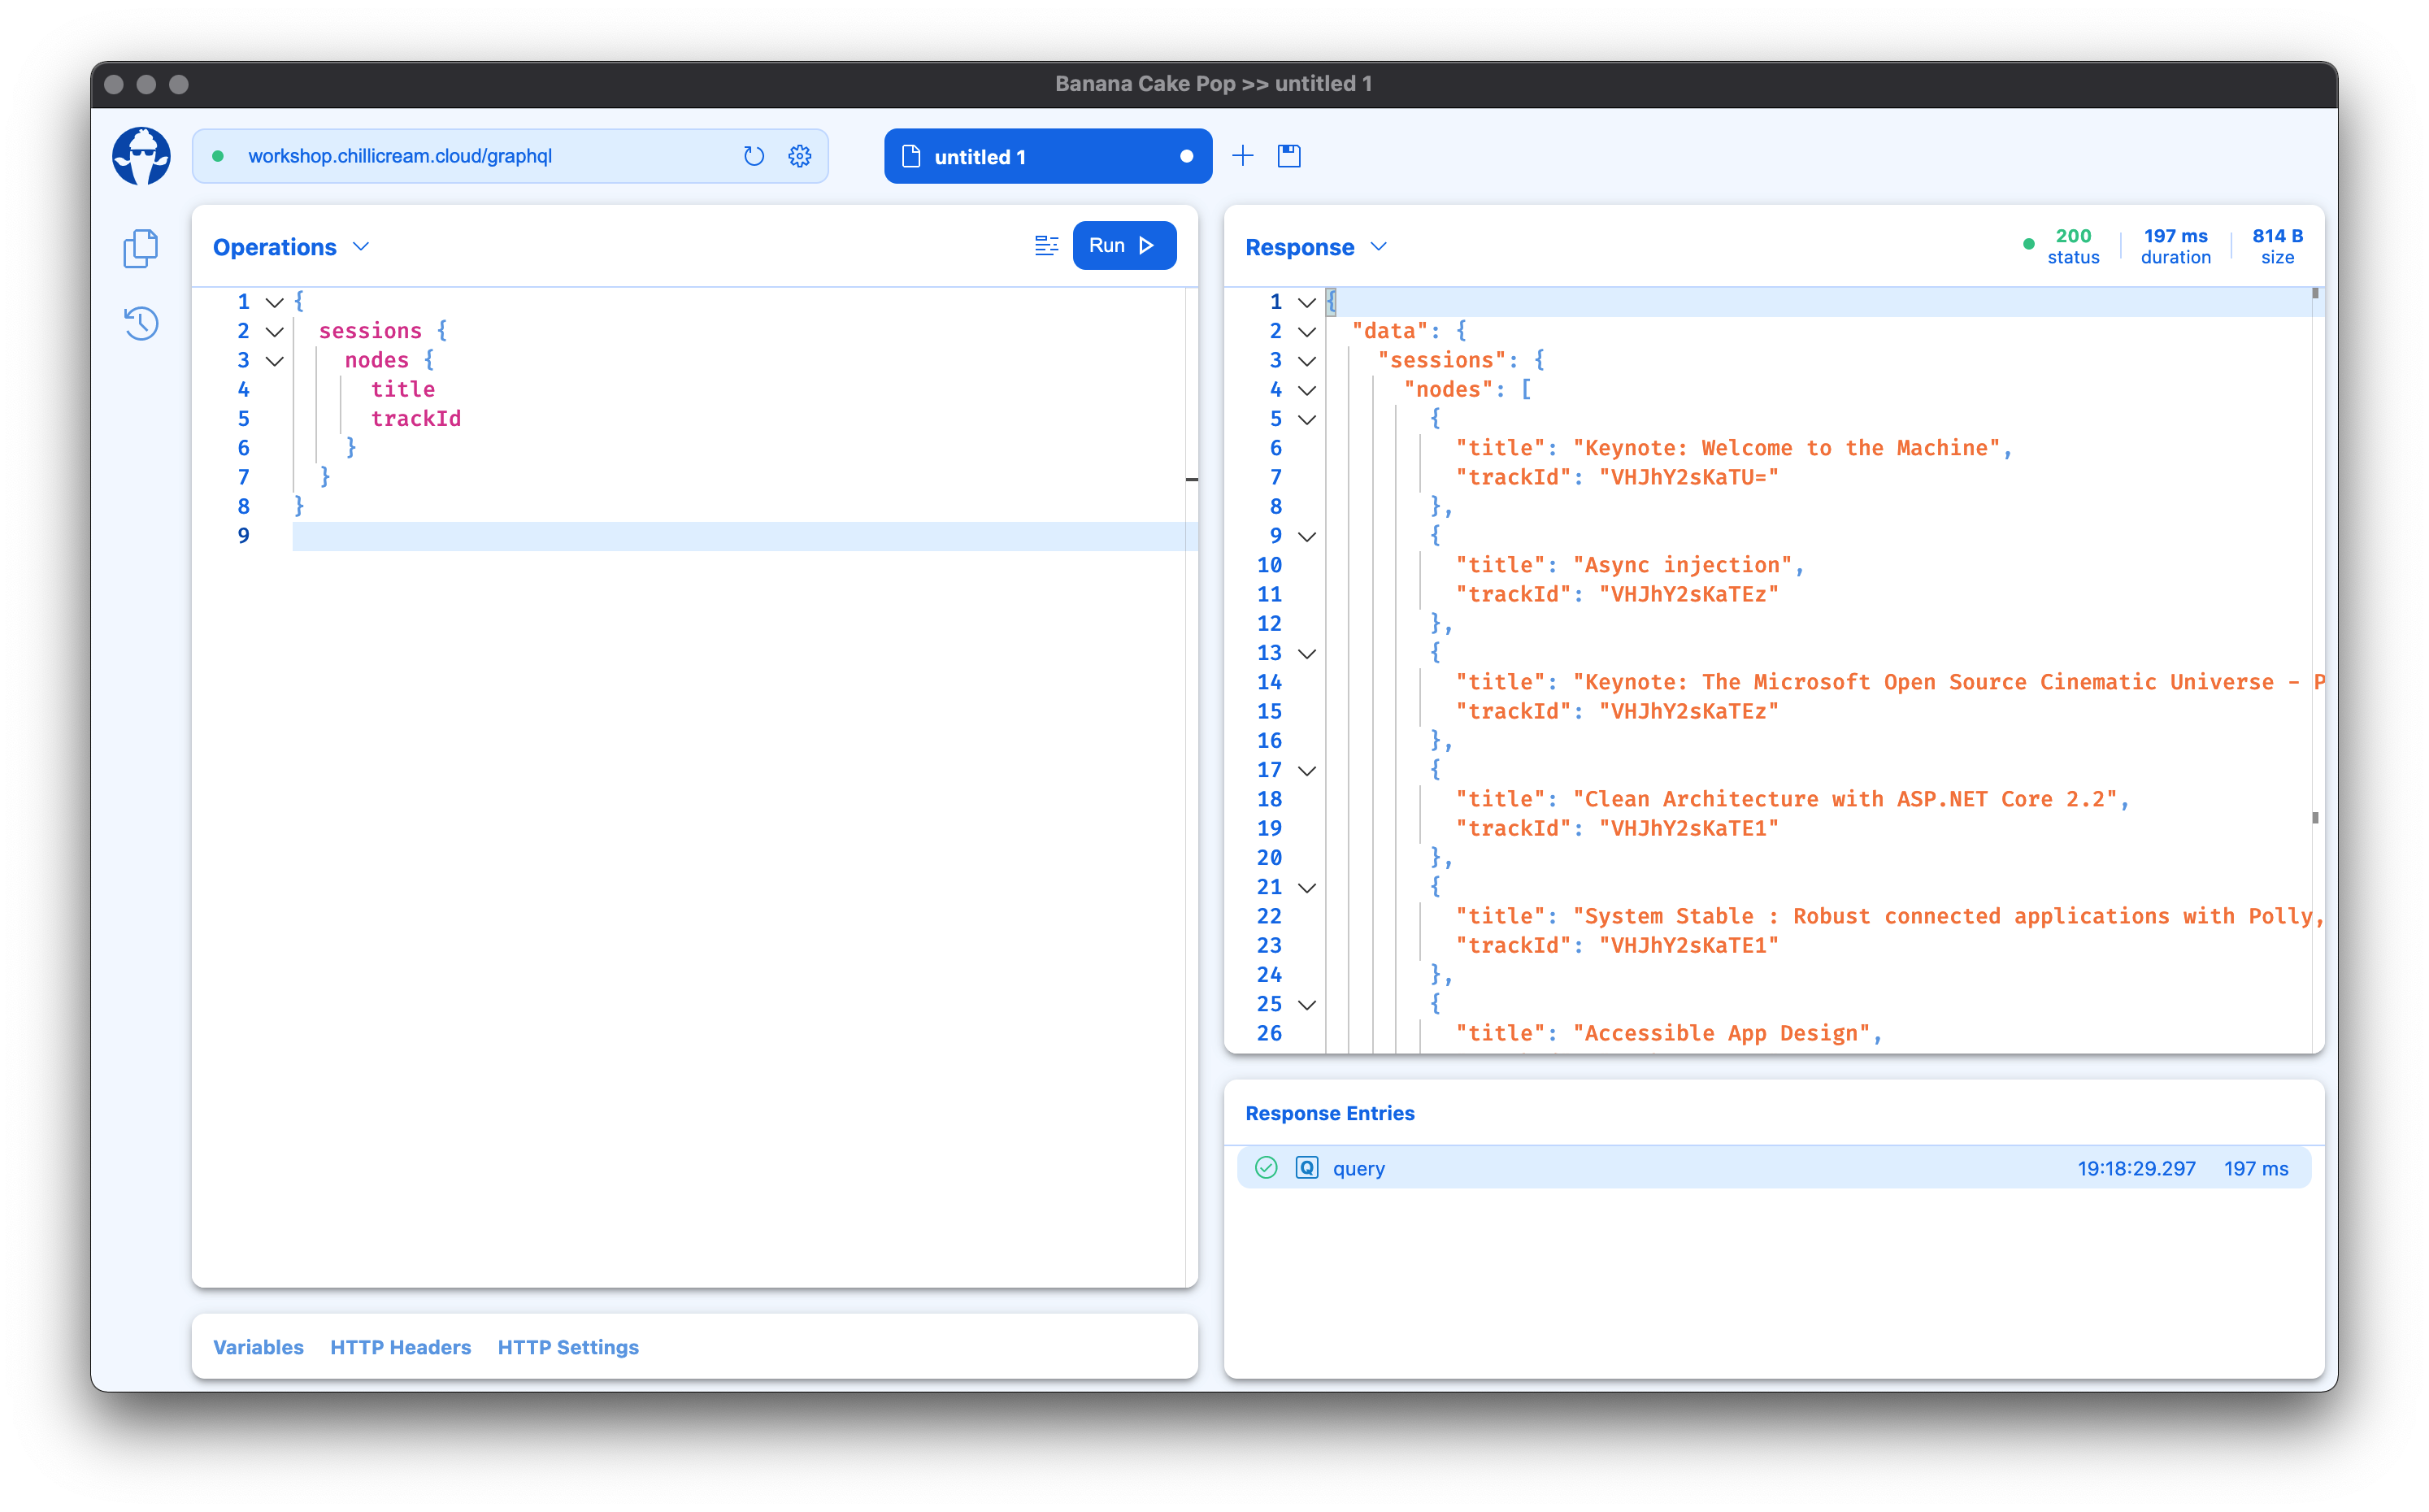 Banana Cake Pop >> untitled 1
workshop.chillicream.cloud/graphql
untitled 1
Operations
Run
1 {
2 sessions {
3 nodes {
4 title
5 trackId
6 }
7 }
8 }
9
Response
200 status
197 ms duration
814 B size
1 {
2 "data": {
3 "sessions": {
4 "nodes": [
5 {
6 "title": "Keynote: Welcome to the Machine",
7 "trackId": "VHJhY2sKaTU="
8 },
9 {
10 "title": "Async injection",
11 "trackId": "VHJhY2sKaTEz"
12 },
13 {
14 "title": "Keynote: The Microsoft Open Source Cinematic Universe - P
15 "trackId": "VHJhY2sKaTEz"
16 },
17 {
18 "title": "Clean Architecture with ASP.NET Core 2.2",
19 "trackId": "VHJhY2sKaTE1"
20 },
21 {
22 "title": "System Stable : Robust connected applications with Polly,
23 "trackId": "VHJhY2sKaTE1"
24 },
25 {
26 "title": "Accessible App Design",
Response Entries
Q query 19:18:29.297 197 ms
Variables HTTP Headers HTTP Settings